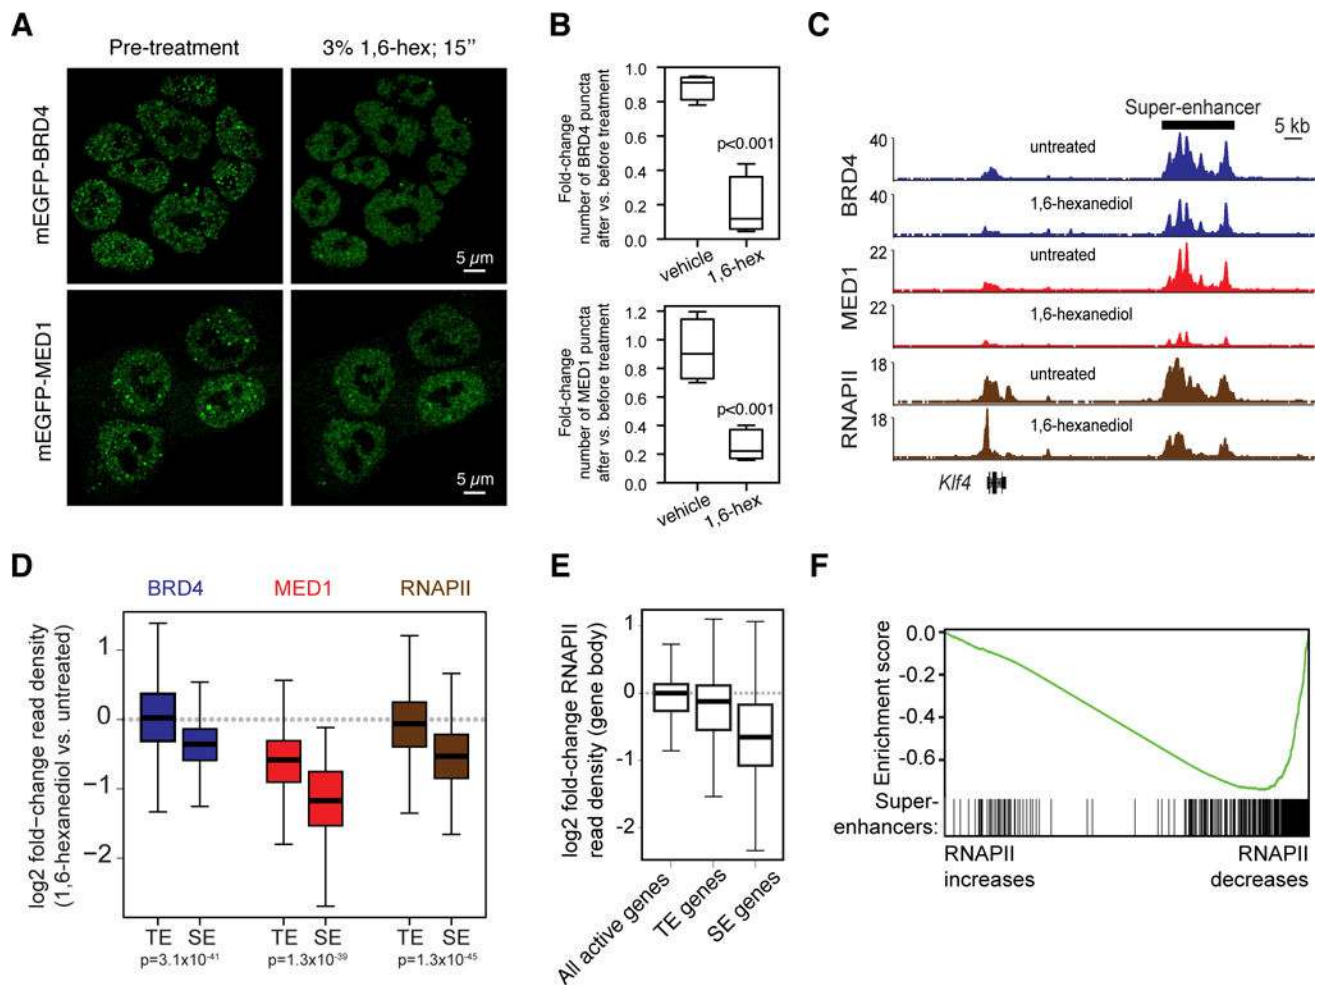 A
Pre-treatment
3% 1,6-hex; 15’’
mEGFP-BRD4
5 µm
mEGFP-MED1
5 µm
B
Fold-change
number of BRD4 puncta
after vs. before treatment
1.0
0.8
0.6
0.4
0.2
0.0
p<0.001
vehicle
1,6-hex
Fold-change
number of MED1 puncta
after vs. before treatment
1.2
1.0
0.8
0.6
0.4
0.2
0.0
p<0.001
vehicle
1,6-hex
C
Super-enhancer
5 kb
BRD4
40
untreated
40
1,6-hexanediol
MED1
22
untreated
22
1,6-hexanediol
RNAPII
18
untreated
18
1,6-hexanediol
Klf4
D
BRD4
MED1
RNAPII
log2 fold−change read density
(1,6-hexanediol vs. untreated)
1
0
−1
−2
TE
SE
TE
SE
TE
SE
p=3.1x10⁻⁴¹
p=1.3x10⁻³⁹
p=1.3x10⁻⁴⁵
E
log2 fold-change RNAPII
read density (gene body)
1
0
-1
-2
All active genes
TE genes
SE genes
F
Enrichment score
0.0
-0.2
-0.4
-0.6
Super-
enhancers:
RNAPII
increases
RNAPII
decreases